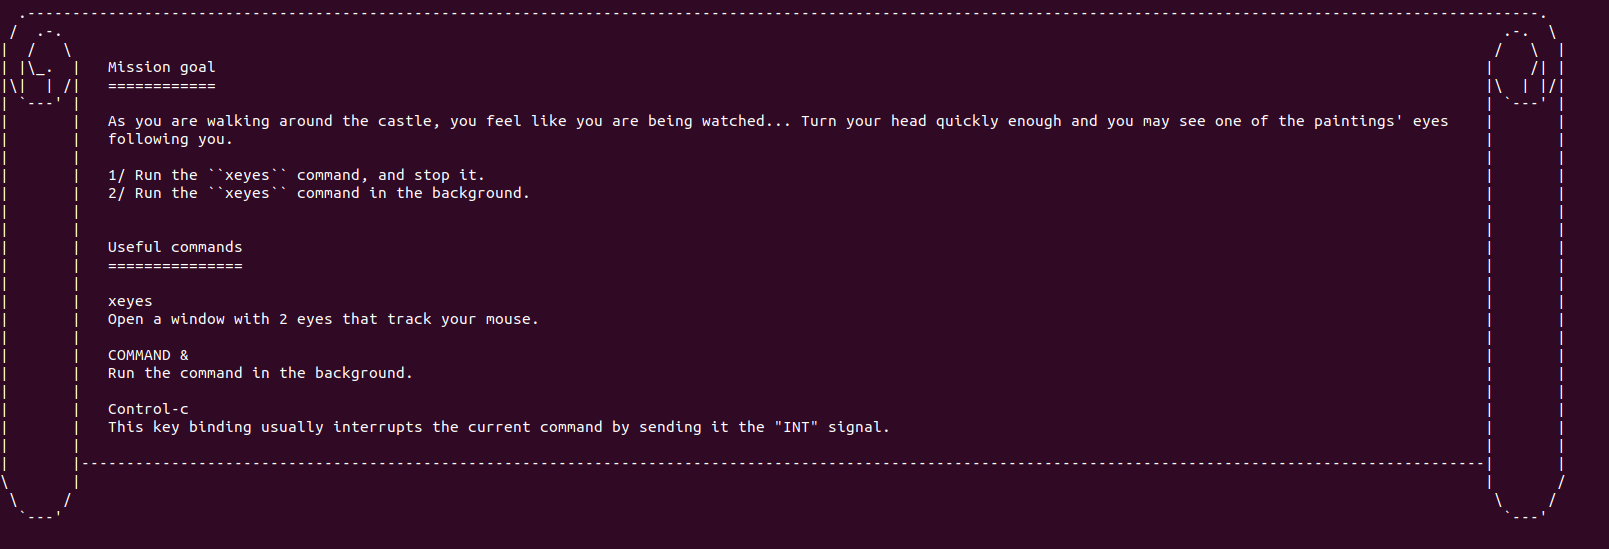 Mission goal
============
As you are walking around the castle, you feel like you are being watched... Turn your head quickly enough and you may see one of the paintings' eyes
following you.
1/ Run the ``xeyes`` command, and stop it.
2/ Run the ``xeyes`` command in the background.
Useful commands
===============
xeyes
Open a window with 2 eyes that track your mouse.
COMMAND &
Run the command in the background.
Control-c
This key binding usually interrupts the current command by sending it the "INT" signal.